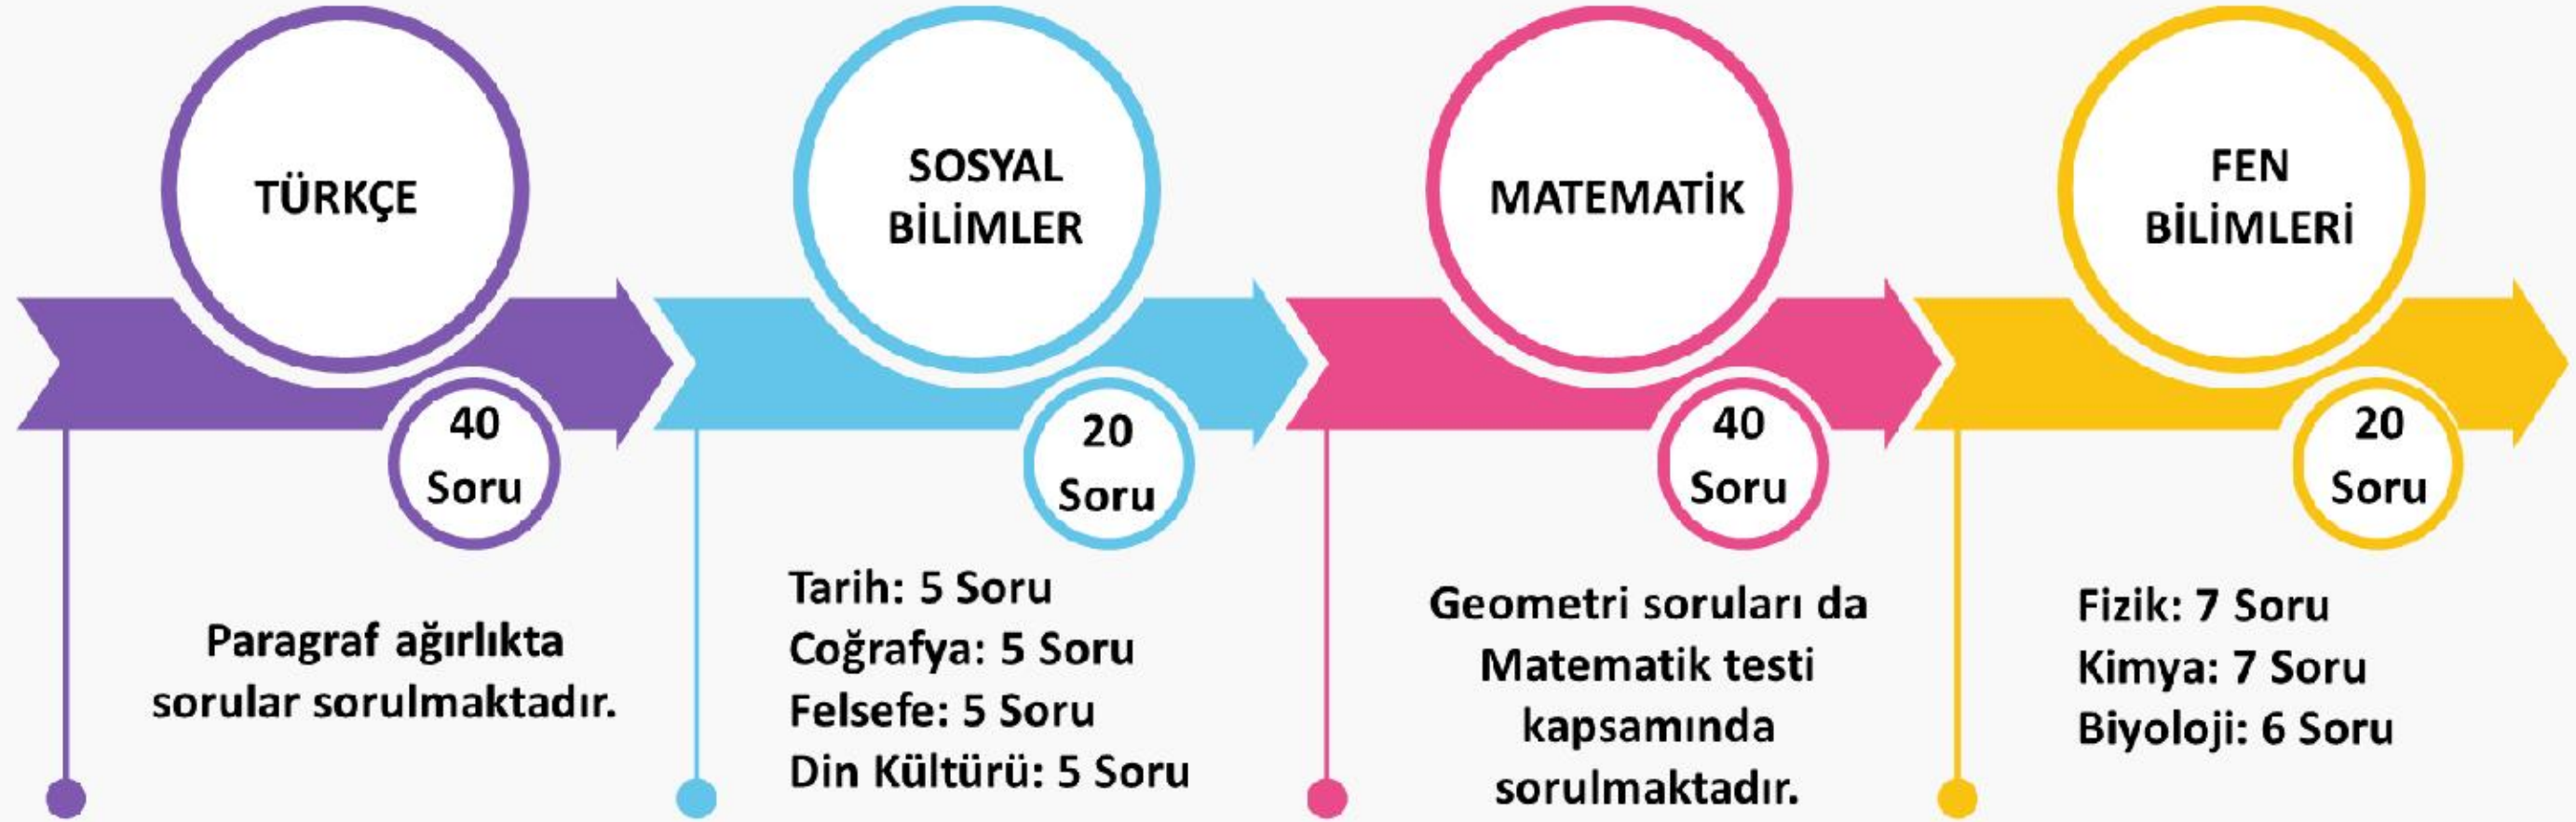 TÜRKÇE
40
Soru
Paragraf ağırlıkta
sorular sorulmaktadır.
SOSYAL
BİLİMLER
20
Soru
Tarih: 5 Soru
Coğrafya: 5 Soru
Felsefe: 5 Soru
Din Kültürü: 5 Soru
MATEMATİK
40
Soru
Geometri soruları da
Matematik testi
kapsamında
sorulmaktadır.
FEN
BİLİMLERİ
20
Soru
Fizik: 7 Soru
Kimya: 7 Soru
Biyoloji: 6 Soru